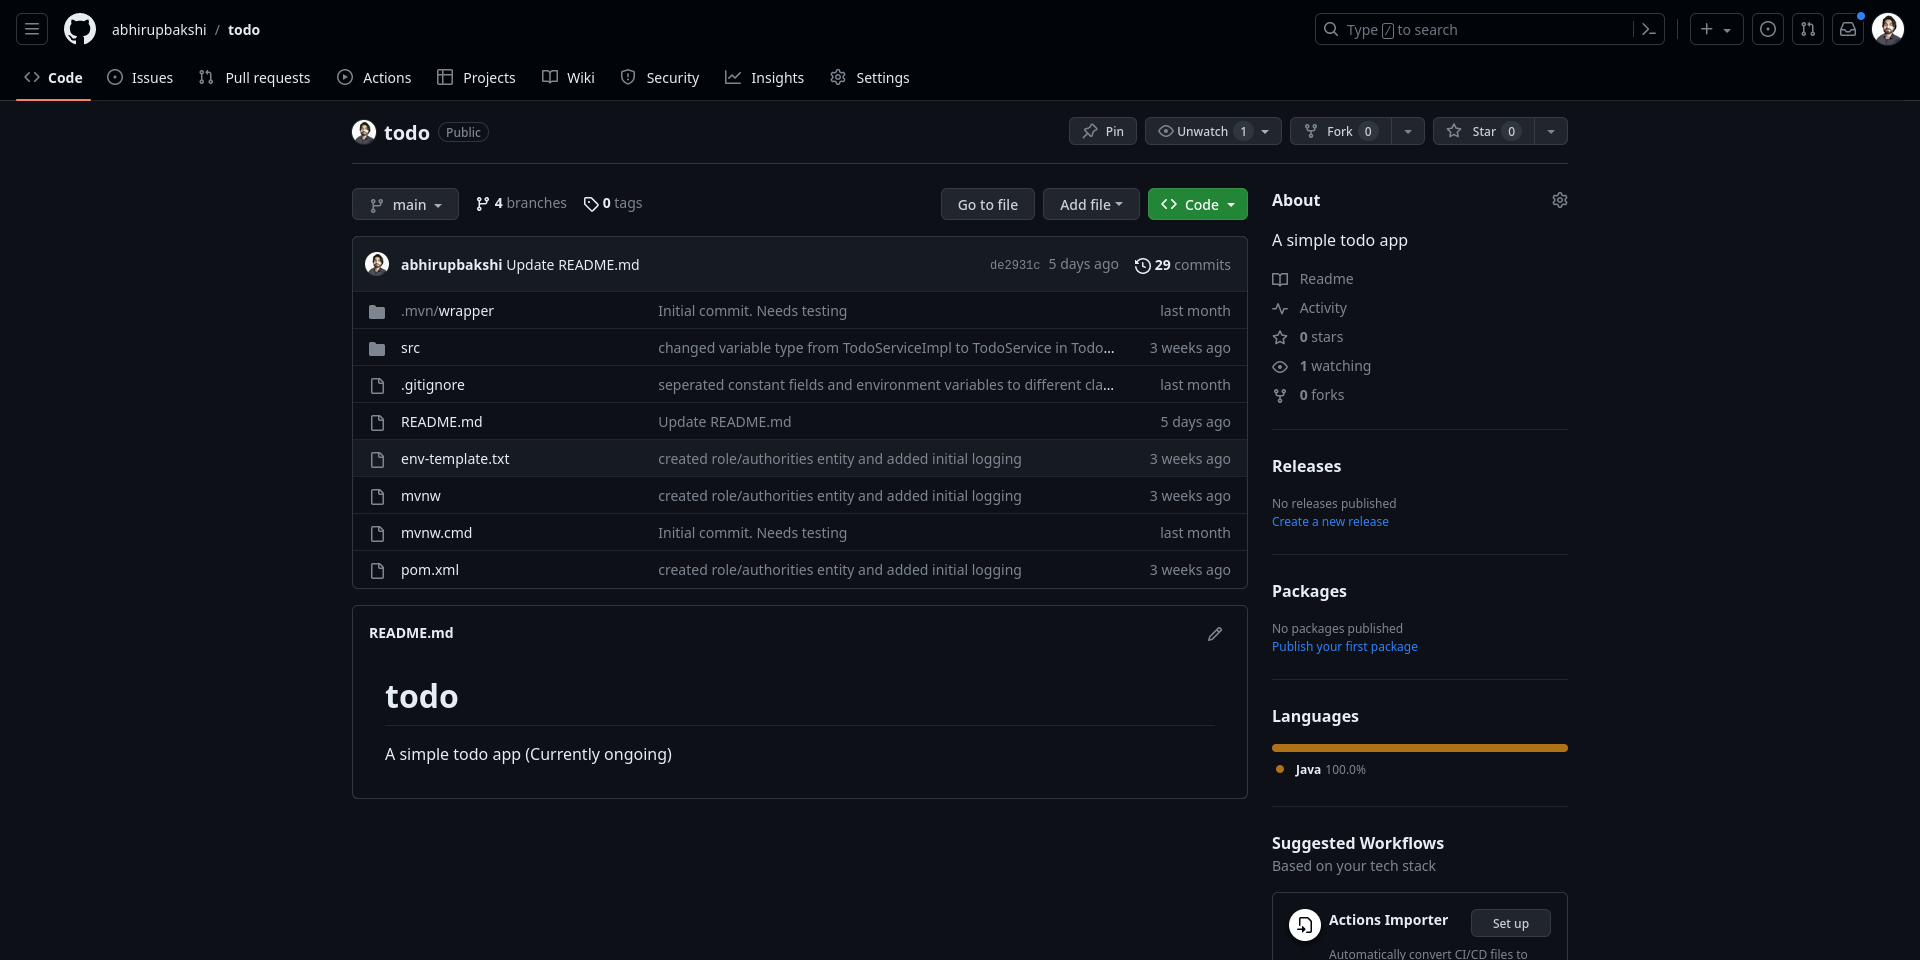 abhirupbakshi / todo
Type / to search
Code Issues Pull requests Actions Projects Wiki Security Insights Settings
todo Public
Pin Unwatch 1 Fork 0 Star 0
main 4 branches 0 tags
Go to file Add file Code
abhirupbakshi Update README.md de2931c 5 days ago 29 commits
.mvn/wrapper Initial commit. Needs testing last month
src changed variable type from TodoServiceImpl to TodoService in Todo... 3 weeks ago
.gitignore seperated constant fields and environment variables to different cla... last month
README.md Update README.md 5 days ago
env-template.txt created role/authorities entity and added initial logging 3 weeks ago
mvnw created role/authorities entity and added initial logging 3 weeks ago
mvnw.cmd Initial commit. Needs testing last month
pom.xml created role/authorities entity and added initial logging 3 weeks ago
README.md
todo
A simple todo app (Currently ongoing)
About
A simple todo app
Readme
Activity
0 stars
1 watching
0 forks
Releases
No releases published
Create a new release
Packages
No packages published
Publish your first package
Languages
Java 100.0%
Suggested Workflows
Based on your tech stack
Actions Importer Set up
Automatically convert CI/CD files to